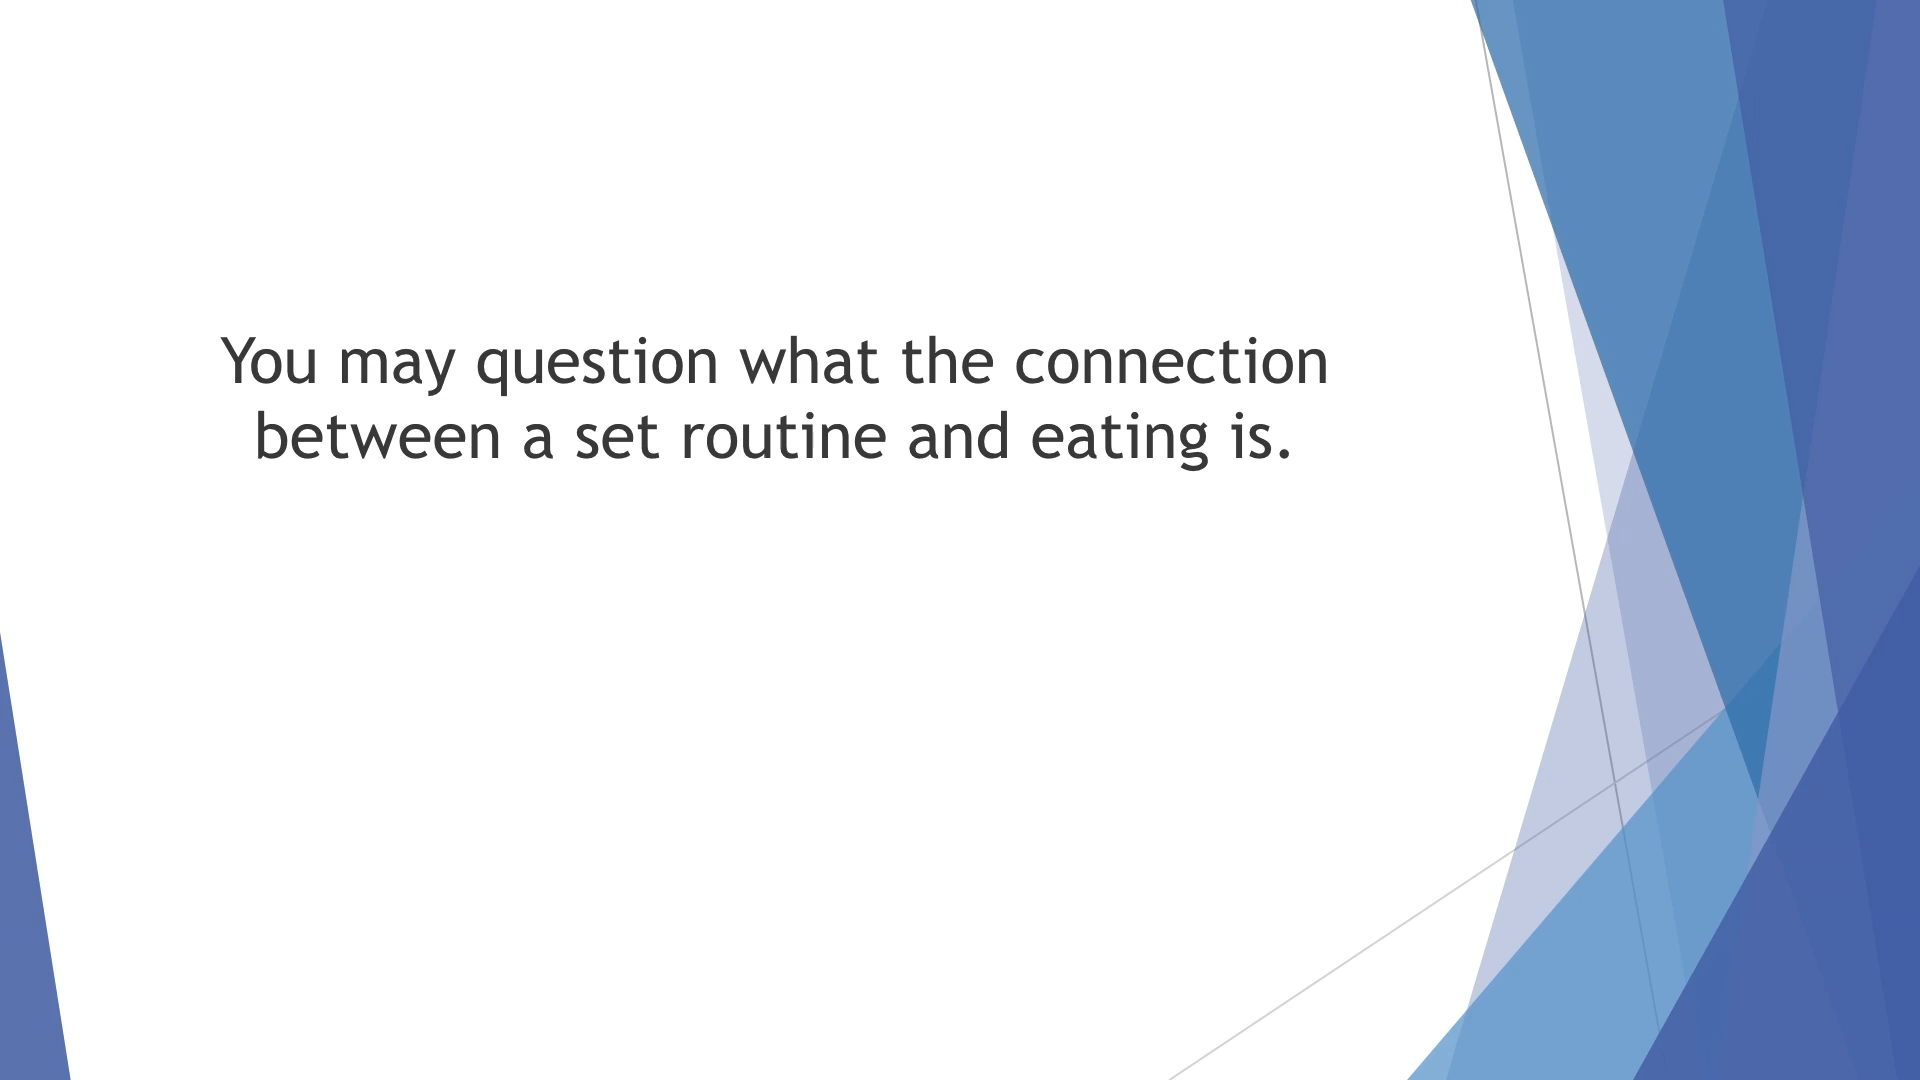 You may question what the connection
between a set routine and eating is.